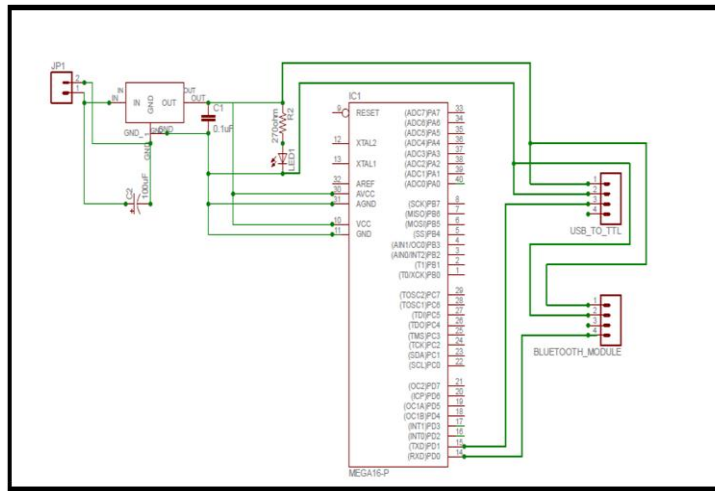 JP1
2
1
IN
OUT
IN
GND
OUT
IN
OUT
GND
GND
GND
C2
100uF
C1
0.1uF
270ohm
R2
LED1
IC1
9
RESET
12
XTAL2
13
XTAL1
32
AREF
30
AVCC
31
AGND
10
VCC
11
GND
(ADC7)PA7
33
(ADC6)PA6
34
(ADC5)PA5
35
(ADC4)PA4
36
(ADC3)PA3
37
(ADC2)PA2
38
(ADC1)PA1
39
(ADC0)PA0
40
(SCK)PB7
8
(MISO)PB6
7
(MOSI)PB5
6
(SS)PB4
5
(AIN1/OC0)PB3
4
(AIN0/INT2)PB2
3
(T1)PB1
2
(T0/XCK)PB0
1
(TOSC2)PC7
29
(TOSC1)PC6
28
(TDI)PC5
27
(TDO)PC4
26
(TMS)PC3
25
(TCK)PC2
24
(SDA)PC1
23
(SCL)PC0
22
(OC2)PD7
21
(ICP)PD6
20
(OC1A)PD5
19
(OC1B)PD4
18
(INT1)PD3
17
(INT0)PD2
16
(TXD)PD1
15
(RXD)PD0
14
MEGA16-P
1
2
3
4
USB_TO_TTL
1
2
3
4
BLUETOOTH_MODULE